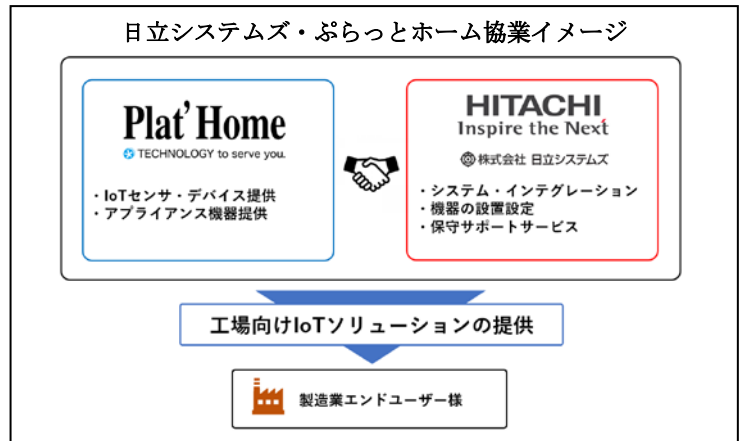 日立システムズ・ぷらっとホーム協業イメージ
Plat'Home
TECHNOLOGY to serve you.
・IoTセンサ・デバイス提供
・アプライアンス機器提供
HITACHI
Inspire the Next
株式会社 日立システムズ
・システム・インテグレーション
・機器の設置設定
・保守サポートサービス
工場向けIoTソリューションの提供
製造業エンドユーザー様